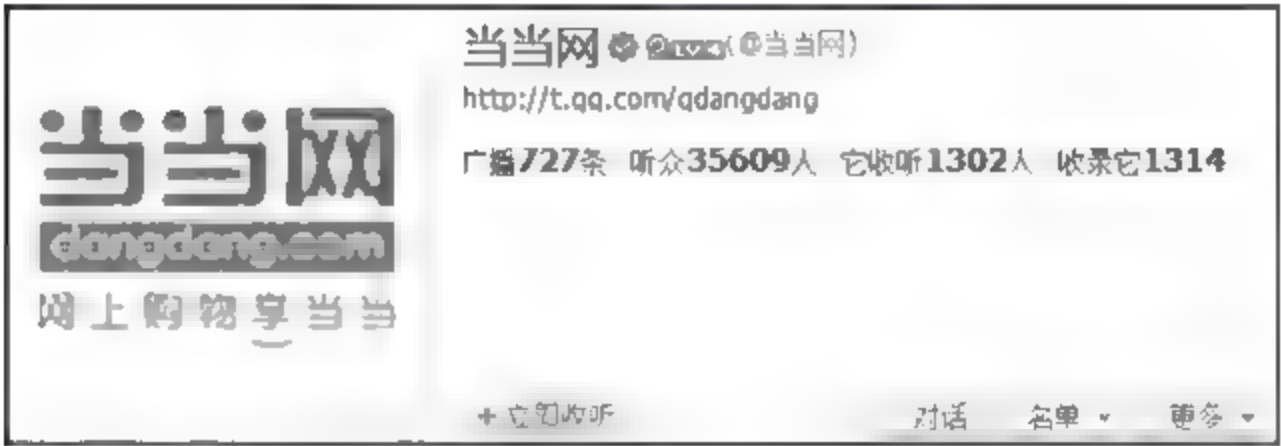 当当网
dangdang.com
网上购物享当当
当当网 LV4(@当当网)
http://t.qq.com/qdangdang
广播727条 听众35609人 它收听1302人 收录它1314
+ 立即收听 对话 名单 更多